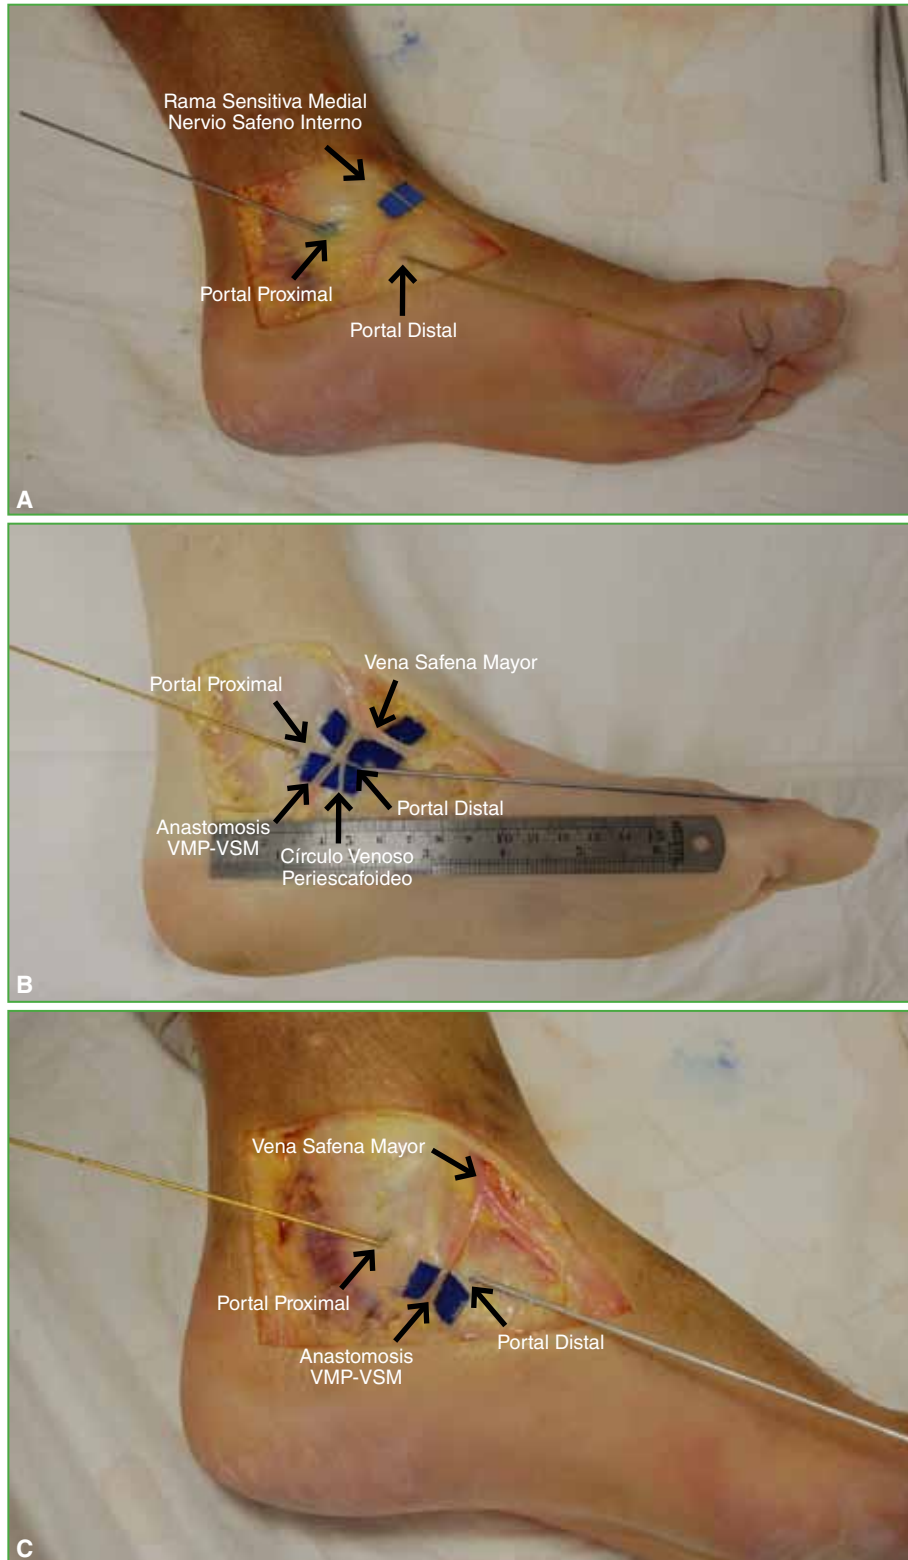 Rama Sensitiva Medial
Nervio Safeno Interno
Portal Proximal
Portal Distal
A
Vena Safena Mayor
Portal Proximal
Portal Distal
Anastomosis
VMP-VSM
Círculo Venoso
Periescafoideo
B
Vena Safena Mayor
Portal Proximal
Portal Distal
Anastomosis
VMP-VSM
C